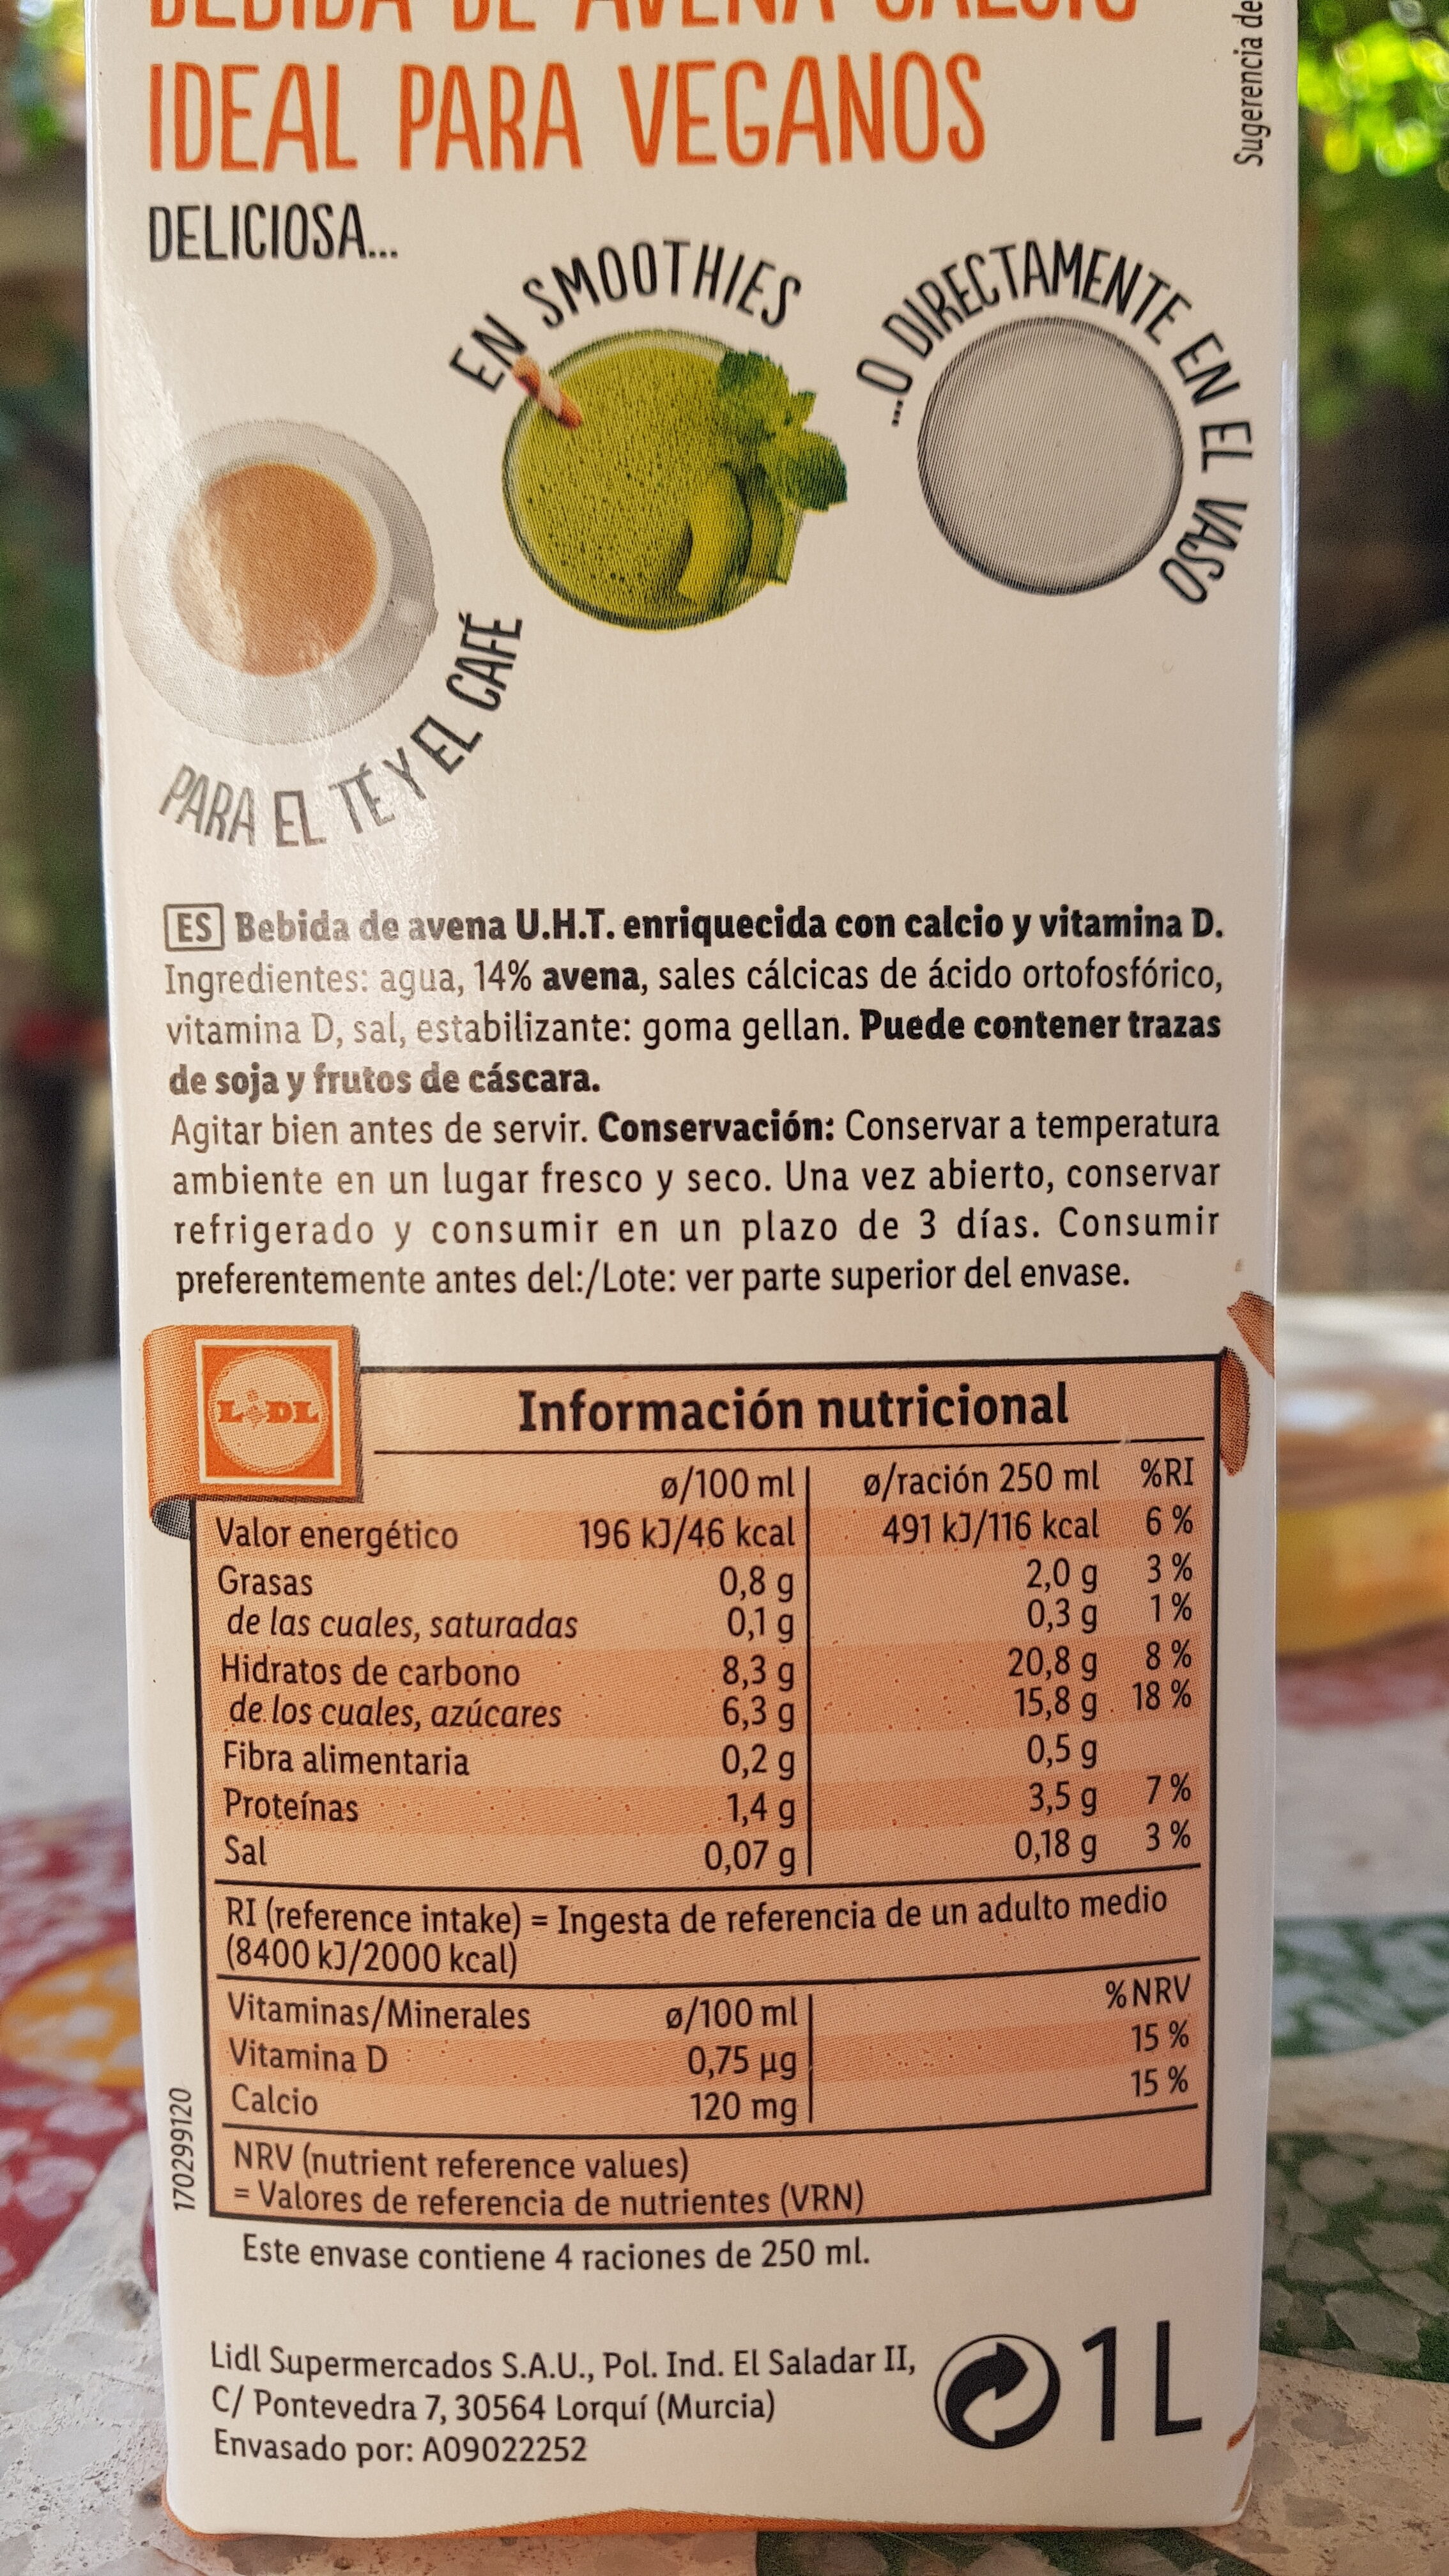 BEBIDA DE AVENA CALCIO
IDEAL PARA VEGANOS
Sugerencia de
DELICIOSA...
EN SMOOTHIES
...O DIRECTAMENTE EN EL VASO
PARA EL TÉ Y EL CAFÉ
ES Bebida de avena U.H.T. enriquecida con calcio y vitamina D.
Ingredientes: agua, 14% avena, sales cálcicas de ácido ortofosfórico,
vitamina D, sal, estabilizante: goma gellan. Puede contener trazas
de soja y frutos de cáscara.
Agitar bien antes de servir. Conservación: Conservar a temperatura
ambiente en un lugar fresco y seco. Una vez abierto, conservar
refrigerado y consumir en un plazo de 3 días. Consumir
preferentemente antes del:/Lote: ver parte superior del envase.
LIDL
Información nutricional
ø/100 ml ø/ración 250 ml %RI
Valor energético 196 kJ/46 kcal 491 kJ/116 kcal 6 %
Grasas 0,8 g 2,0 g 3 %
de las cuales, saturadas 0,1 g 0,3 g 1 %
Hidratos de carbono 8,3 g 20,8 g 8 %
de los cuales, azúcares 6,3 g 15,8 g 18 %
Fibra alimentaria 0,2 g 0,5 g
Proteínas 1,4 g 3,5 g 7 %
Sal 0,07 g 0,18 g 3 %
RI (reference intake) = Ingesta de referencia de un adulto medio
(8400 kJ/2000 kcal)
Vitaminas/Minerales ø/100 ml %NRV
Vitamina D 0,75 µg 15 %
Calcio 120 mg 15 %
NRV (nutrient reference values)
= Valores de referencia de nutrientes (VRN)
170299120
Este envase contiene 4 raciones de 250 ml.
Lidl Supermercados S.A.U., Pol. Ind. El Saladar II,
C/ Pontevedra 7, 30564 Lorquí (Murcia)
Envasado por: A09022252
1L